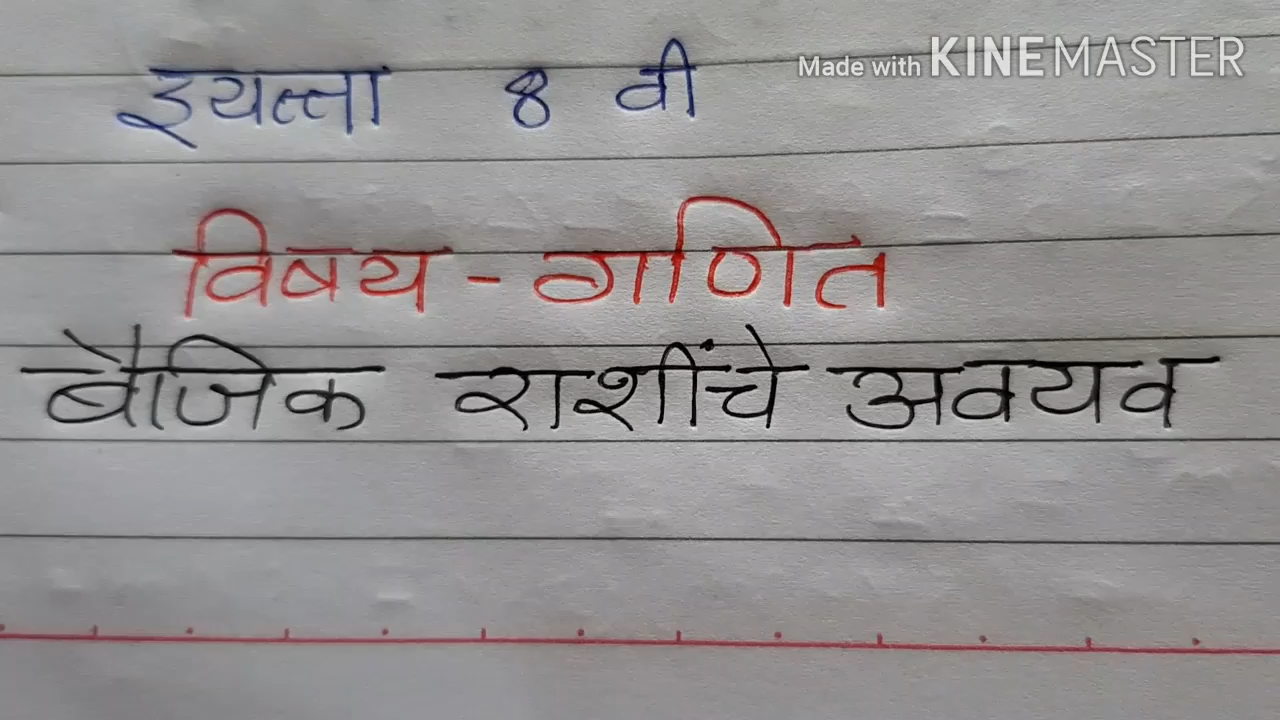 इयत्ता 8 वी
Made with KINEMASTER
विषय - गणित
बैजिक राशींचे अवयव